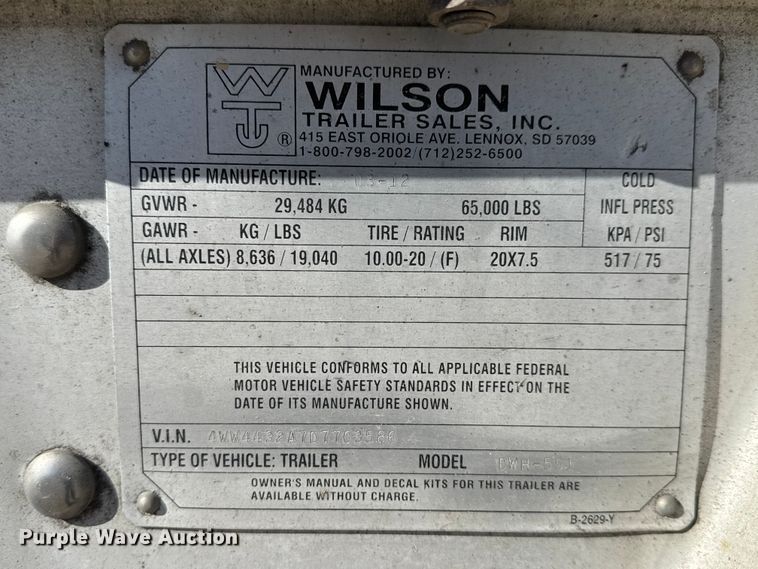 WTJ ®
MANUFACTURED BY:
WILSON
TRAILER SALES, INC.
415 EAST ORIOLE AVE. LENNOX, SD 57039
1-800-798-2002/(712)252-6500
DATE OF MANUFACTURE: COLD
GVWR - 29,484 KG 65,000 LBS INFL PRESS
GAWR - KG / LBS TIRE / RATING RIM KPA / PSI
(ALL AXLES) 8,636 / 19,040 10.00-20 / (F) 20X7.5 517 / 75
THIS VEHICLE CONFORMS TO ALL APPLICABLE FEDERAL
MOTOR VEHICLE SAFETY STANDARDS IN EFFECT ON THE
DATE OF ITS MANUFACTURE SHOWN.
V.I.N.
TYPE OF VEHICLE: TRAILER MODEL
OWNER'S MANUAL AND DECAL KITS FOR THIS TRAILER ARE
AVAILABLE WITHOUT CHARGE.
B-2629-Y
Purple Wave Auction